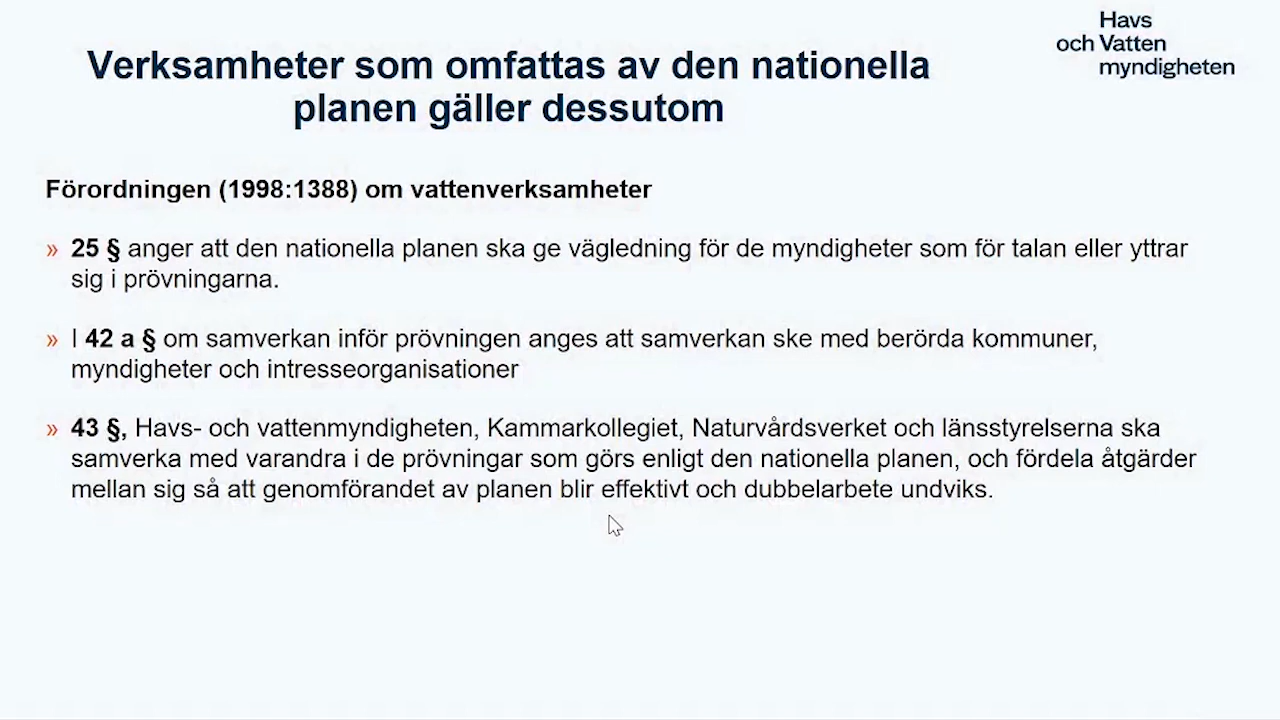 Havs
och Vatten
myndigheten
Verksamheter som omfattas av den nationella
planen gäller dessutom
Förordningen (1998:1388) om vattenverksamheter
» 25 § anger att den nationella planen ska ge vägledning för de myndigheter som för talan eller yttrar
sig i prövningarna.
» I 42 a § om samverkan inför prövningen anges att samverkan ske med berörda kommuner,
myndigheter och intresseorganisationer
» 43 §, Havs- och vattenmyndigheten, Kammarkollegiet, Naturvårdsverket och länsstyrelserna ska
samverka med varandra i de prövningar som görs enligt den nationella planen, och fördela åtgärder
mellan sig så att genomförandet av planen blir effektivt och dubbelarbete undviks.